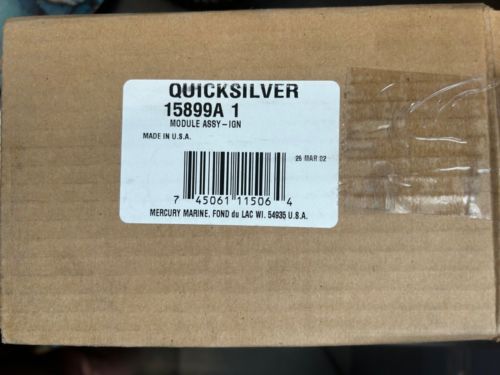 QUICKSILVER
15899A 1
MODULE ASSY-IGN
MADE IN U.S.A.
26 MAR 02
7 45061 11506 4
MERCURY MARINE, FOND du LAC WI. 54935 U.S.A.